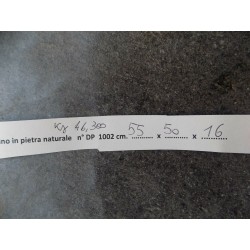 Kg 46,300
no in pietra naturale n° DP 1002 cm. 55 x 50 x 16